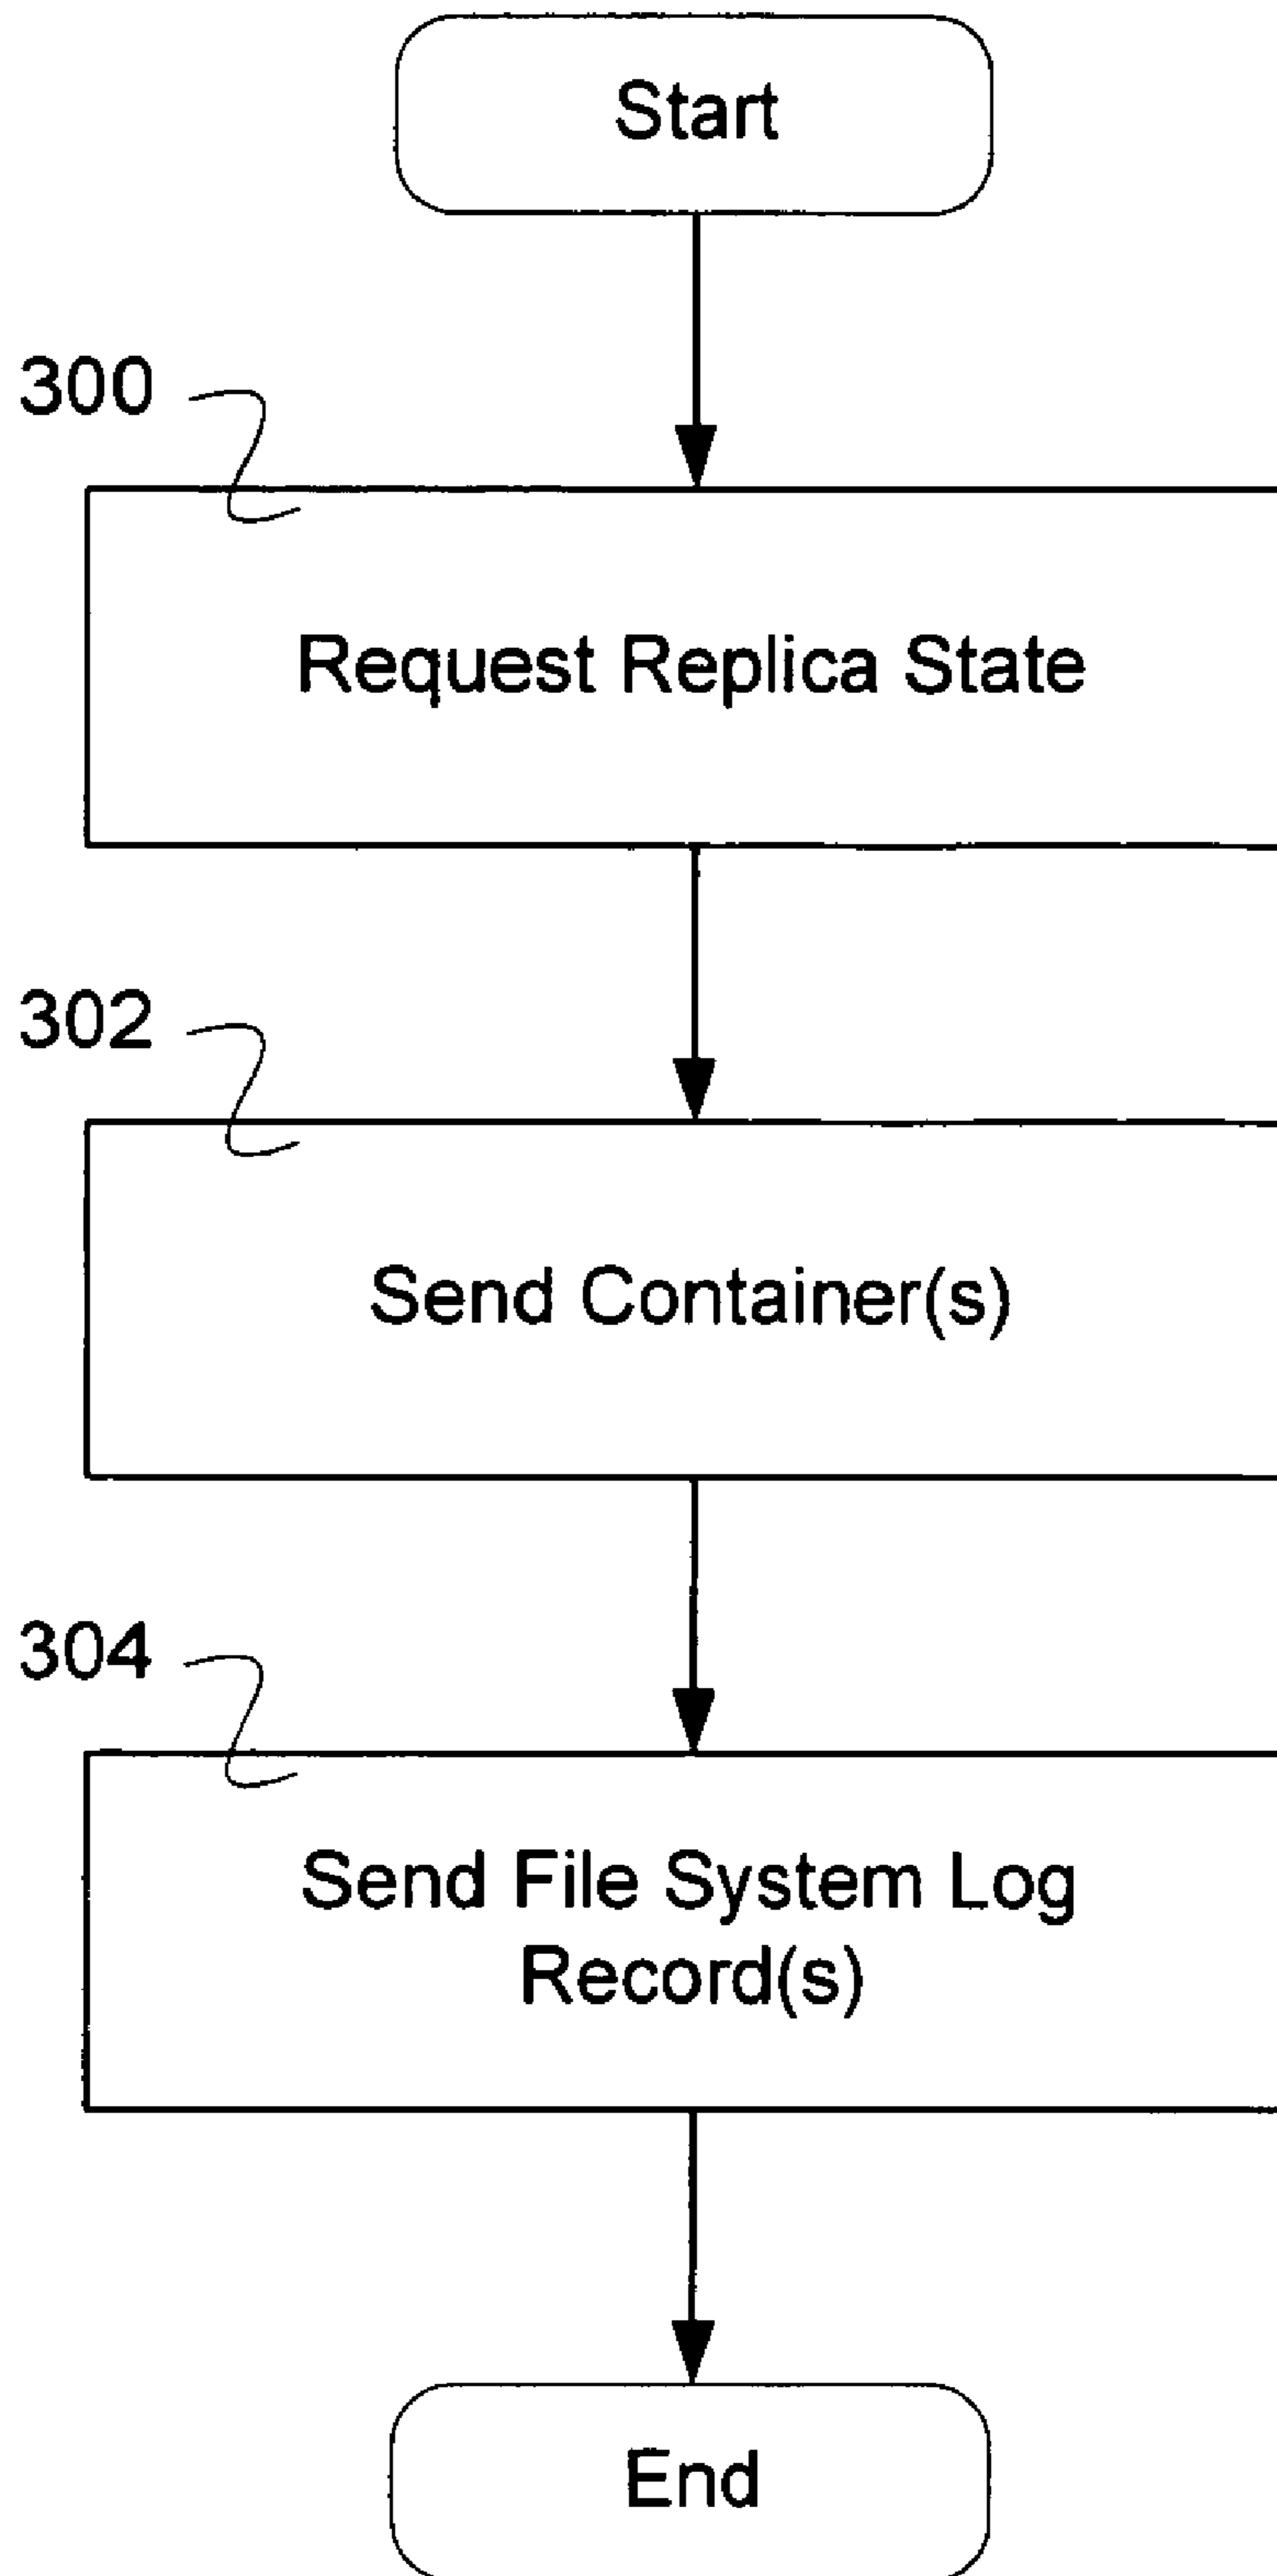 Start
300
Request Replica State
302
Send Container(s)
304
Send File System Log
Record(s)
End